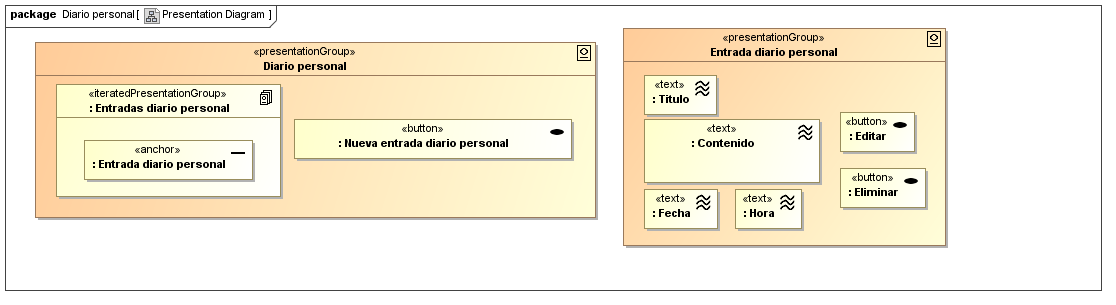 package Diario personal [ Presentation Diagram ]
«presentationGroup»
Diario personal
«iteratedPresentationGroup»
: Entradas diario personal
«anchor»
: Entrada diario personal
«button»
: Nueva entrada diario personal
«presentationGroup»
Entrada diario personal
«text»
: Titulo
«text»
: Contenido
«button»
: Editar
«button»
: Eliminar
«text»
: Fecha
«text»
: Hora